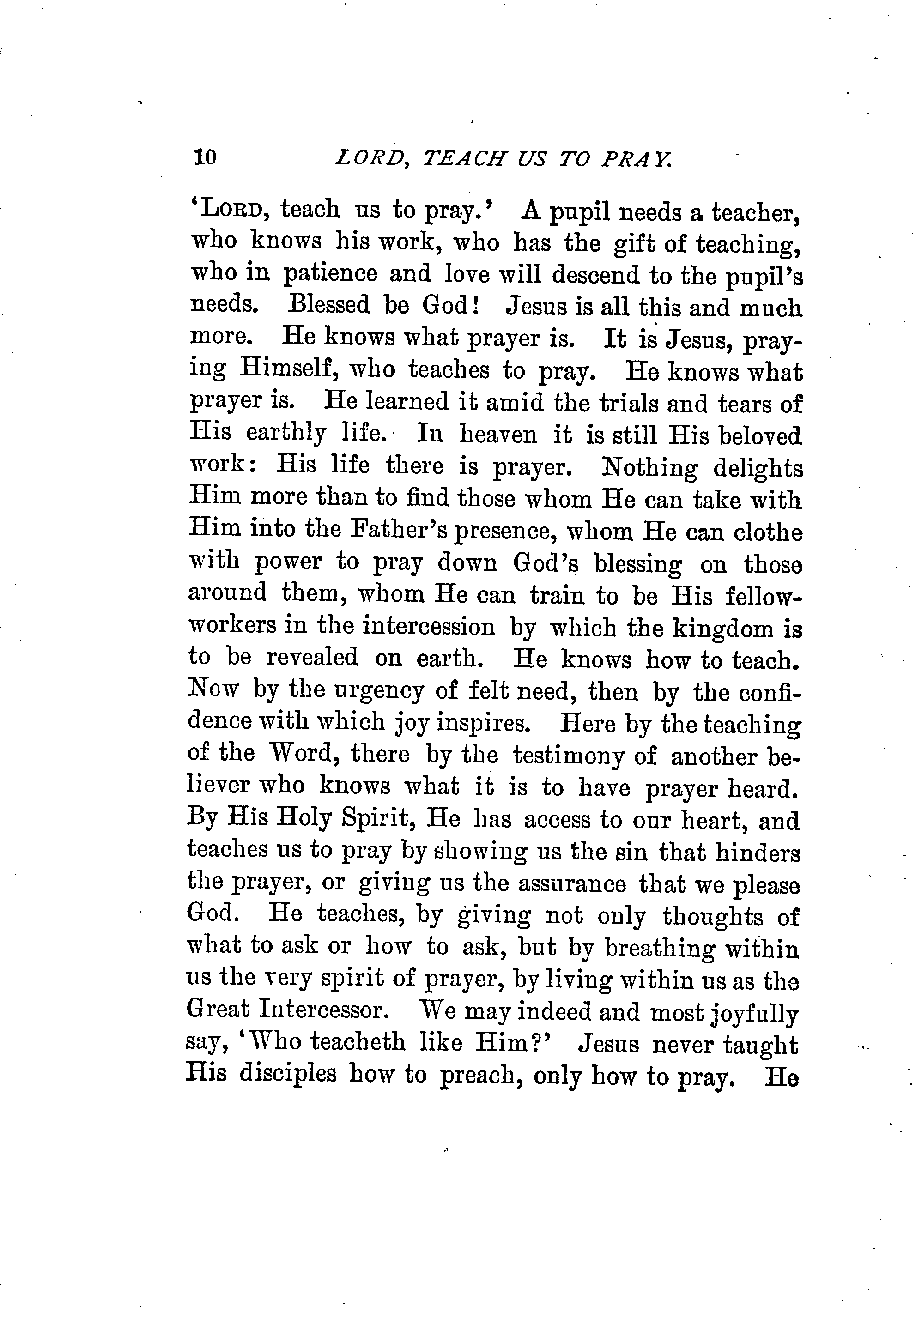 10 LORD, TEACH US TO PRAY.
‘LORD, teach us to pray.’ A pupil needs a teacher,
who knows his work, who has the gift of teaching,
who in patience and love will descend to the pupil’s
needs. Blessed be God! Jesus is all this and much
more. He knows what prayer is. It is Jesus, pray-
ing Himself, who teaches to pray. He knows what
prayer is. He learned it amid the trials and tears of
His earthly life. In heaven it is still His beloved
work: His life there is prayer. Nothing delights
Him more than to find those whom He can take with
Him into the Father’s presence, whom He can clothe
with power to pray down God’s blessing on those
around them, whom He can train to be His fellow-
workers in the intercession by which the kingdom is
to be revealed on earth. He knows how to teach.
Now by the urgency of felt need, then by the confi-
dence with which joy inspires. Here by the teaching
of the Word, there by the testimony of another be-
liever who knows what it is to have prayer heard.
By His Holy Spirit, He has access to our heart, and
teaches us to pray by showing us the sin that hinders
the prayer, or giving us the assurance that we please
God. He teaches, by giving not only thoughts of
what to ask or how to ask, but by breathing within
us the very spirit of prayer, by living within us as the
Great Intercessor. We may indeed and most joyfully
say, ‘Who teacheth like Him?’ Jesus never taught
His disciples how to preach, only how to pray. He